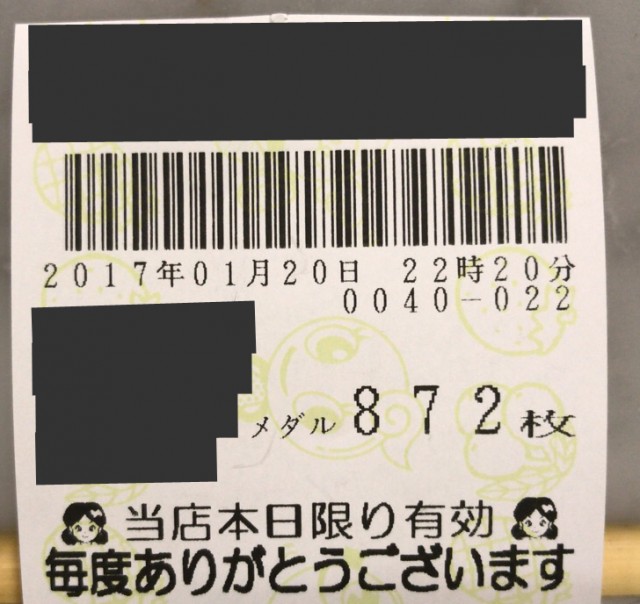 2017年01月20日 22時20分
0040-022
メダル 872枚
当店本日限り有効
毎度ありがとうございます